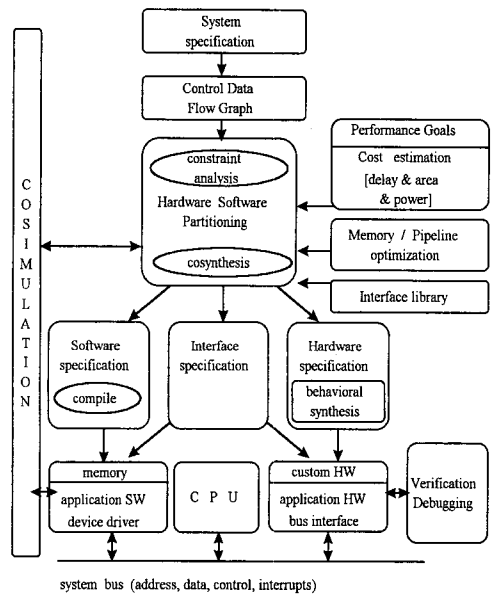 System
specification
Control Data
Flow Graph
Performance Goals
Cost estimation
[delay & area
& power]
constraint
analysis
Hardware Software
Partitioning
cosynthesis
Memory / Pipeline
optimization
Interface library
COSIMULATION
Software
specification
compile
Interface
specification
Hardware
specification
behavioral
synthesis
memory
application SW
device driver
C P U
custom HW
application HW
bus interface
Verification
Debugging
system bus (address, data, control, interrupts)